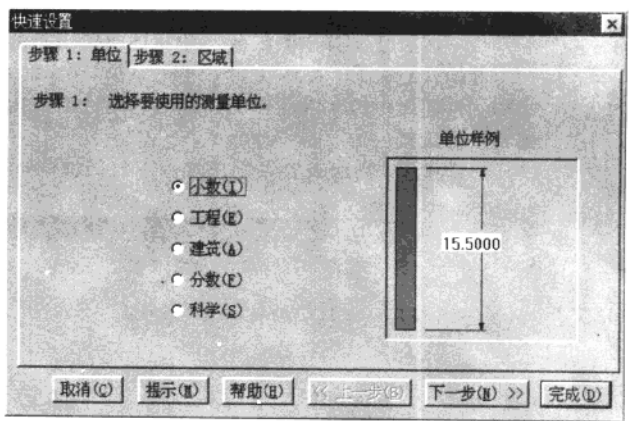 快速设置
步骤 1: 单位 步骤 2: 区域
步骤 1: 选择要使用的测量单位.
单位样例
小数(I)
工程(E)
建筑(A)
分数(F)
科学(S)
15.5000
取消(C) 提示(M) 帮助(H) << 上一步(B) 下一步(N) >> 完成(D)